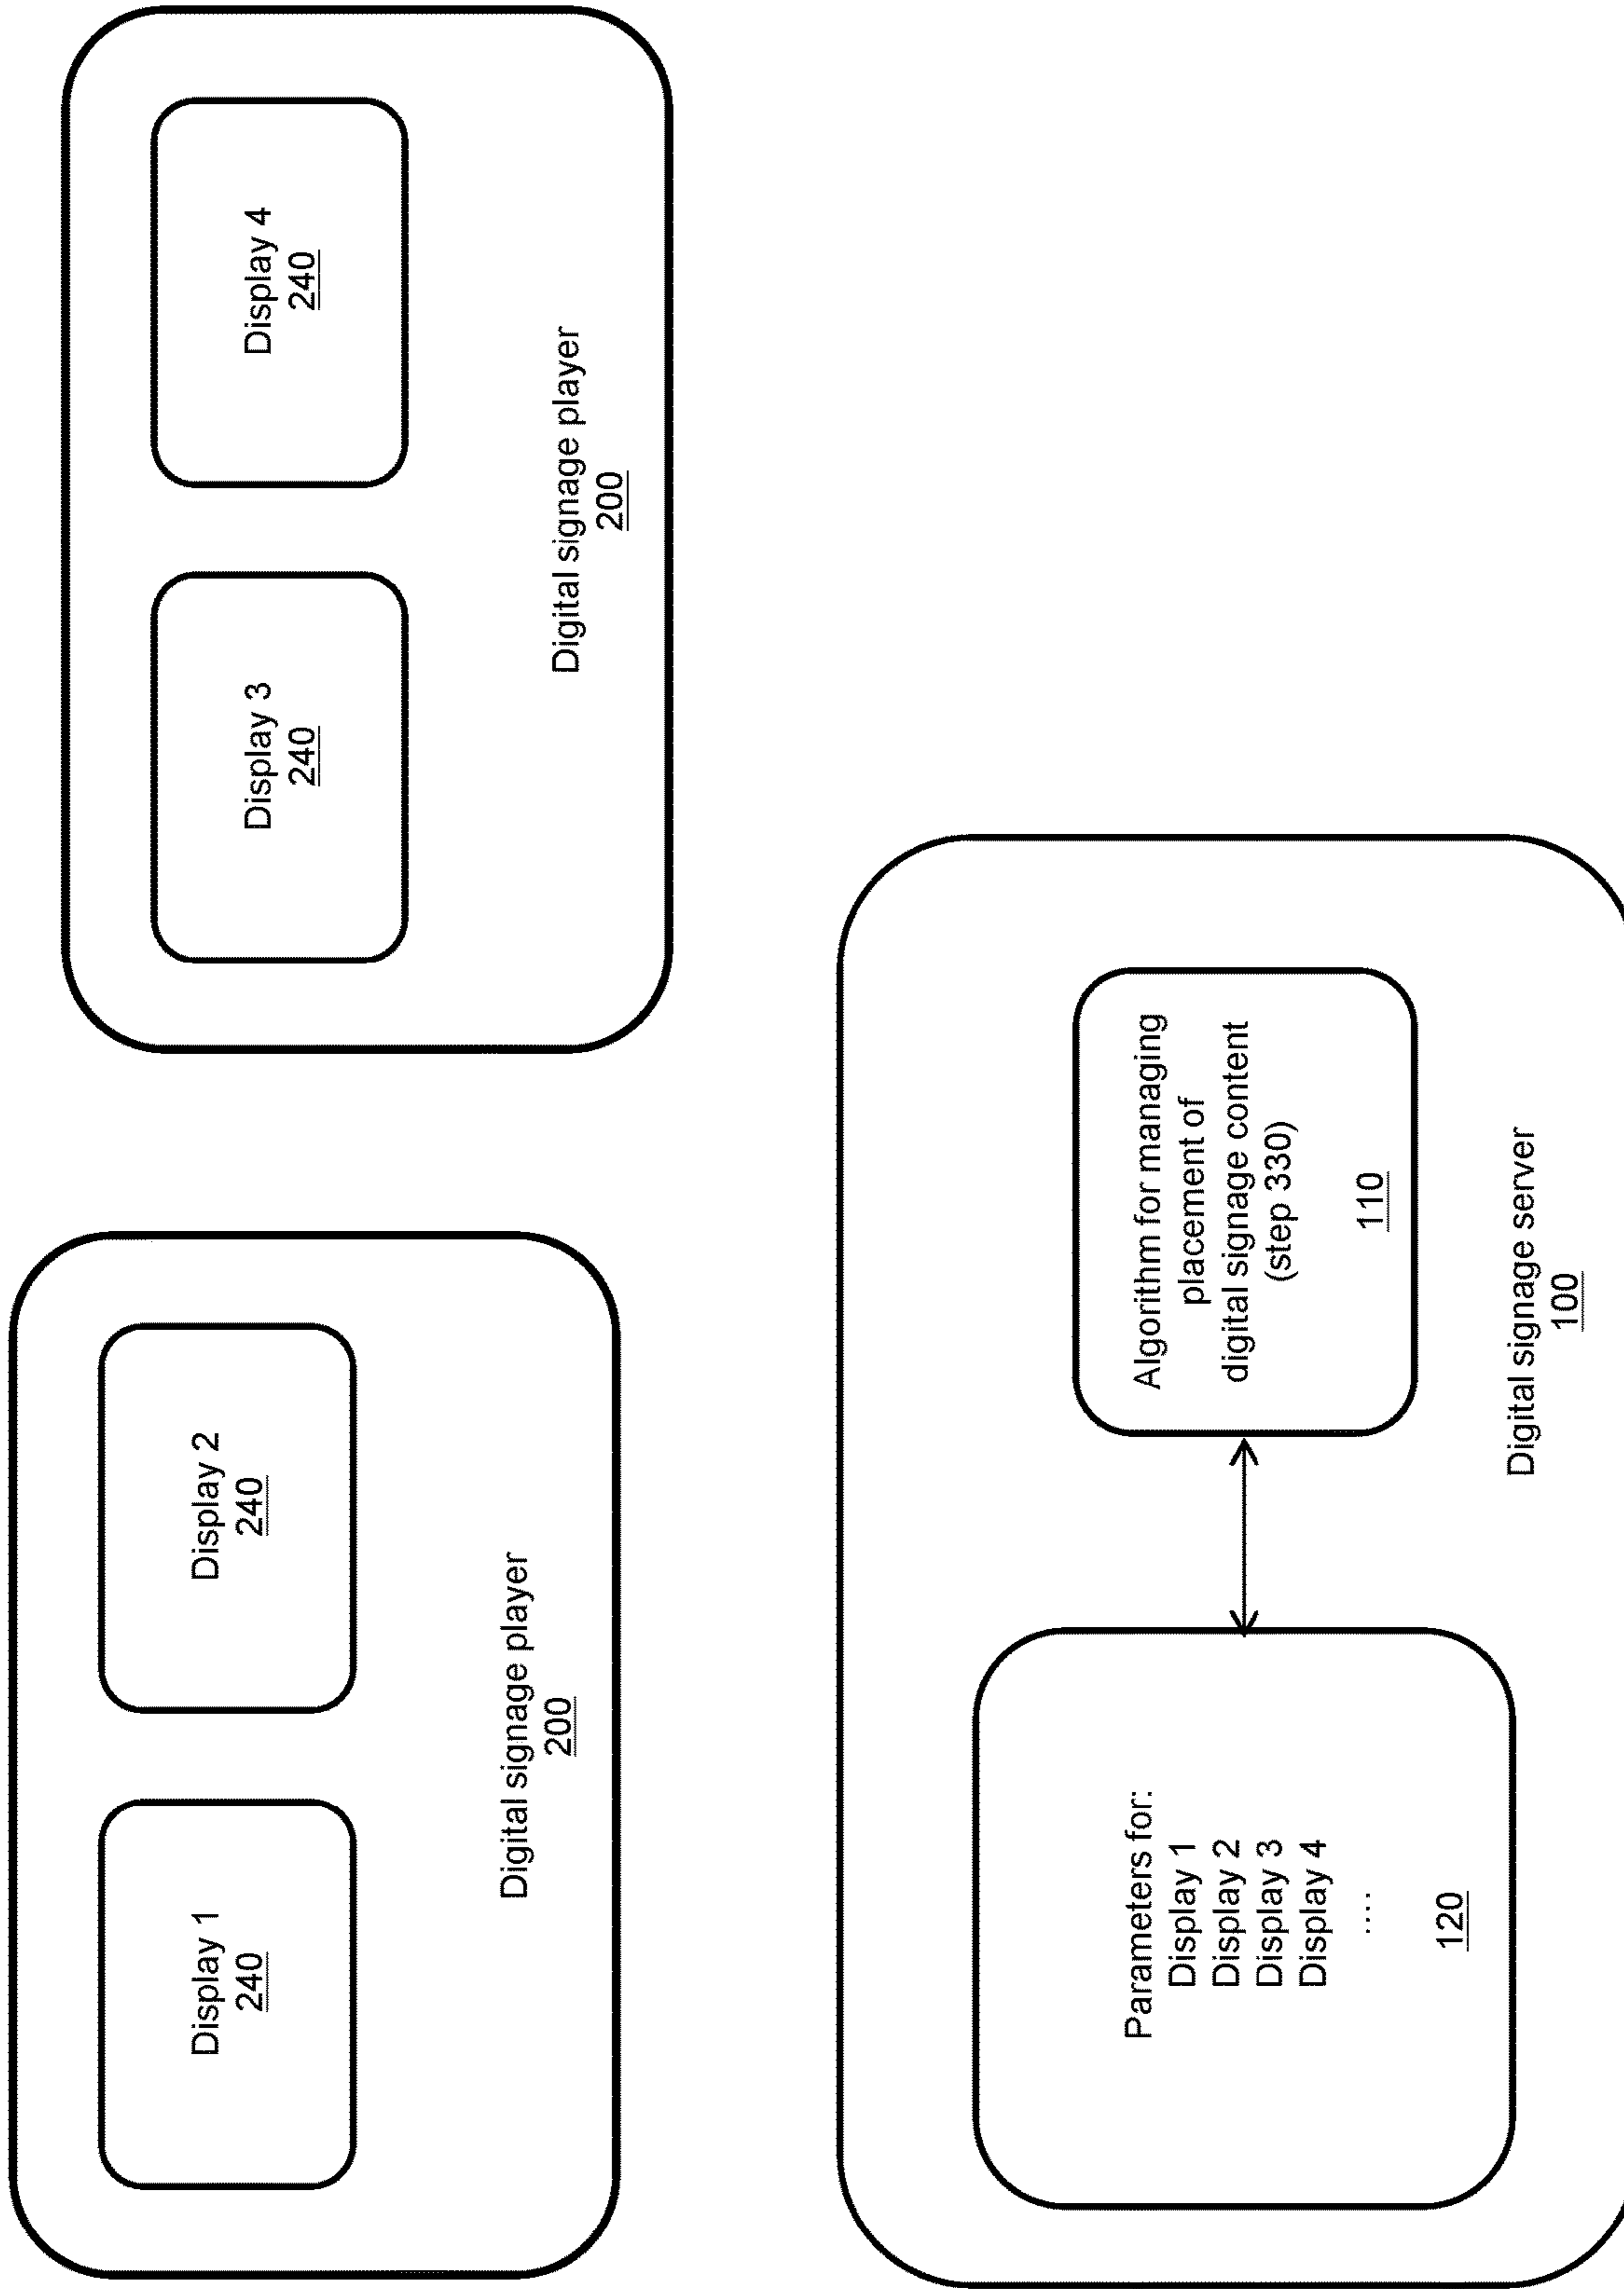 Display 1
240
Display 2
240
Digital signage player
200
Display 3
240
Display 4
240
Digital signage player
200
Parameters for:
Display 1
Display 2
Display 3
Display 4
....
120
Algorithm for managing
placement of
digital signage content
(step 330)
110
Digital signage server
100